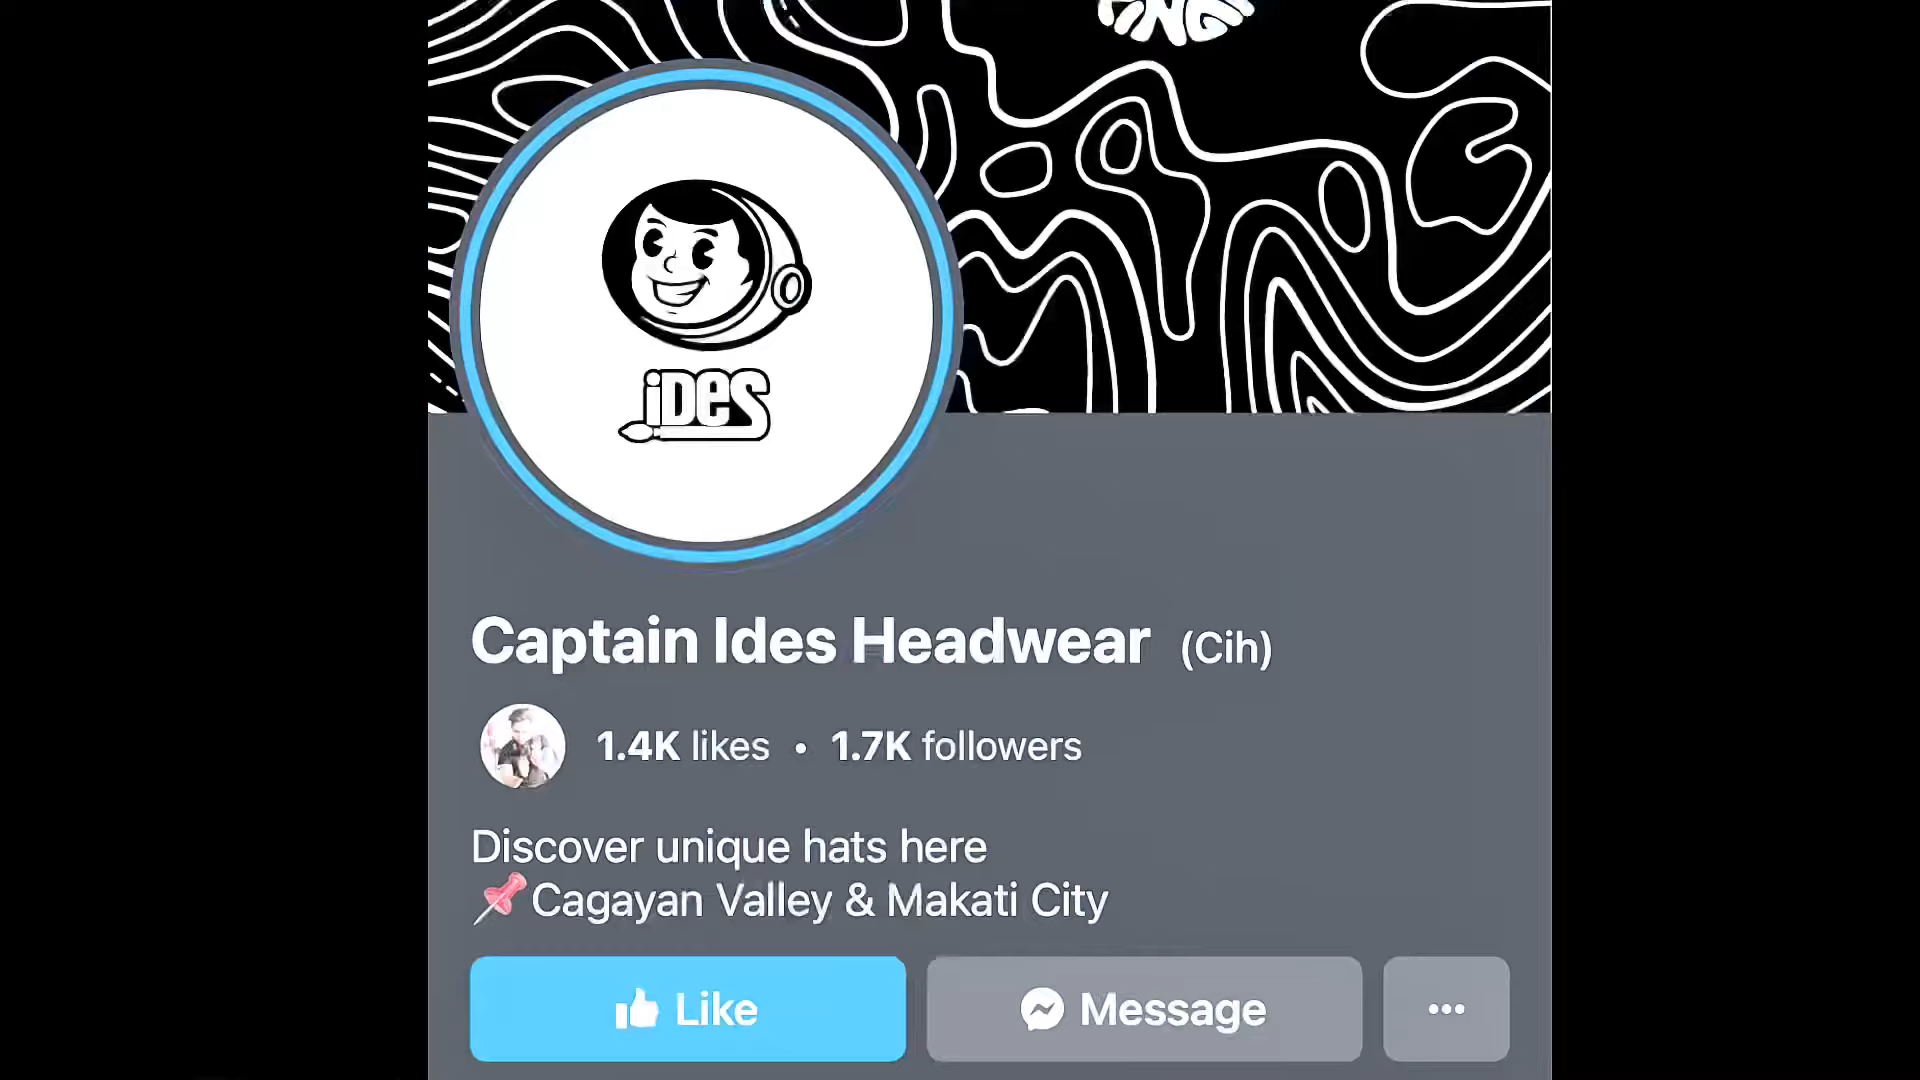 iDES
Captain Ides Headwear (Cih)
1.4K likes • 1.7K followers
Discover unique hats here
📌Cagayan Valley & Makati City
Like
Message